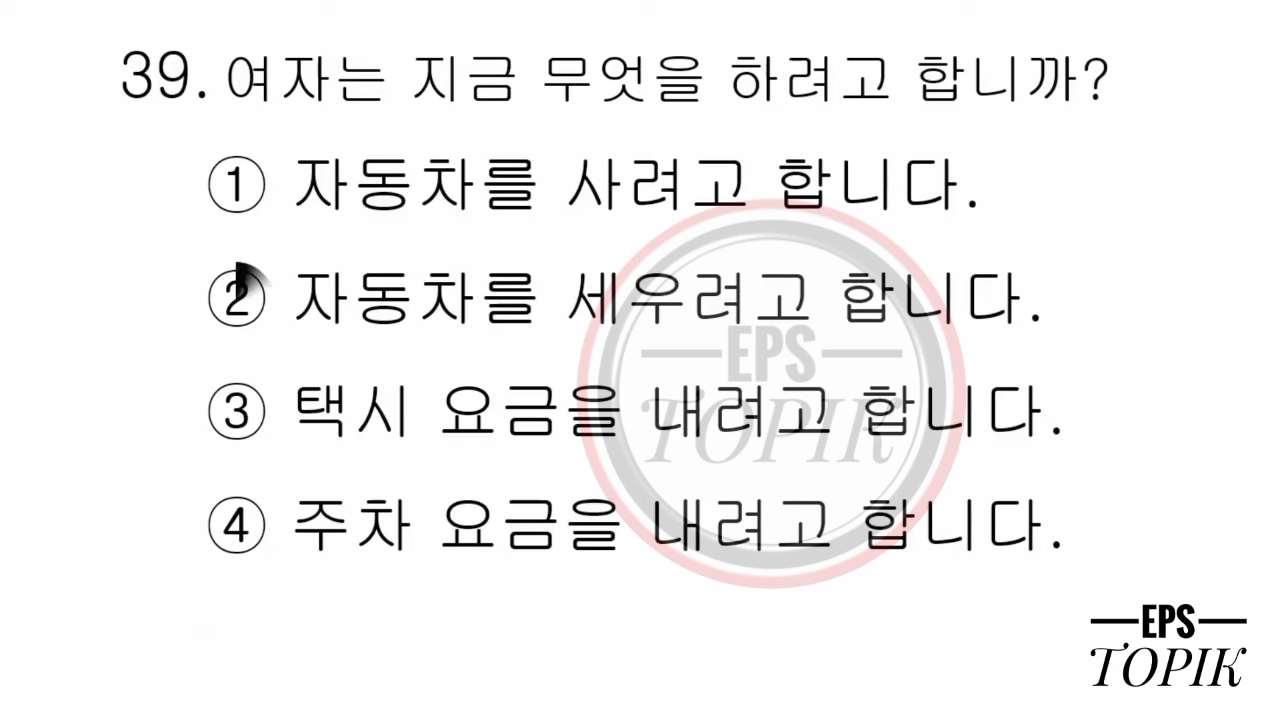 39. 여자는 지금 무엇을 하려고 합니까?
① 자동차를 사려고 합니다.
② 자동차를 세우려고 합니다.
③ 택시 요금을 내려고 합니다.
④ 주차 요금을 내려고 합니다.
EPS
TOPIK
EPS
TOPIK